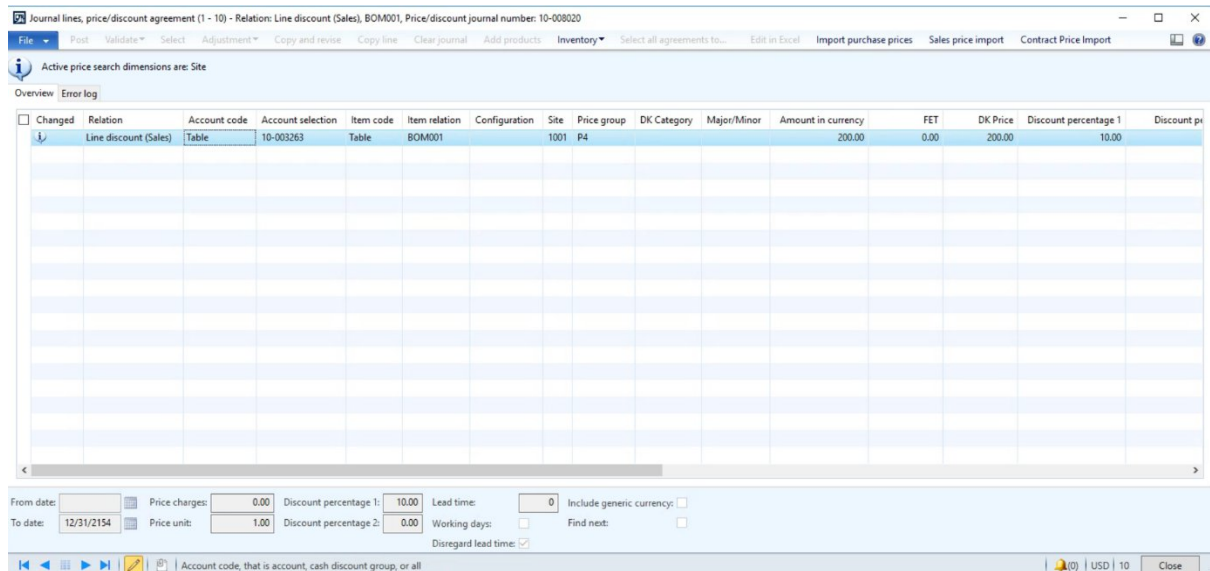 Journal lines, price/discount agreement (1 - 10) - Relation: Line discount (Sales), BOM001, Price/discount journal number: 10-008020
File Post Validate Select Adjustment Copy and revise Copy line Clear journal Add products Inventory Select all agreements to... Edit in Excel Import purchase prices Sales price import Contract Price Import
Active price search dimensions are: Site
Overview Error log
Changed Relation Account code Account selection Item code Item relation Configuration Site Price group DK Category Major/Minor Amount in currency FET DK Price Discount percentage 1 Discount pe
Line discount (Sales) Table 10-003263 Table BOM001 1001 P4 200.00 0.00 200.00 10.00
From date: Price charges: 0.00 Discount percentage 1: 10.00 Lead time: 0 Include generic currency:
To date: 12/31/2154 Price unit: 1.00 Discount percentage 2: 0.00 Working days: Find next:
Disregard lead time:
Account code, that is account, cash discount group, or all (0) USD 10 Close